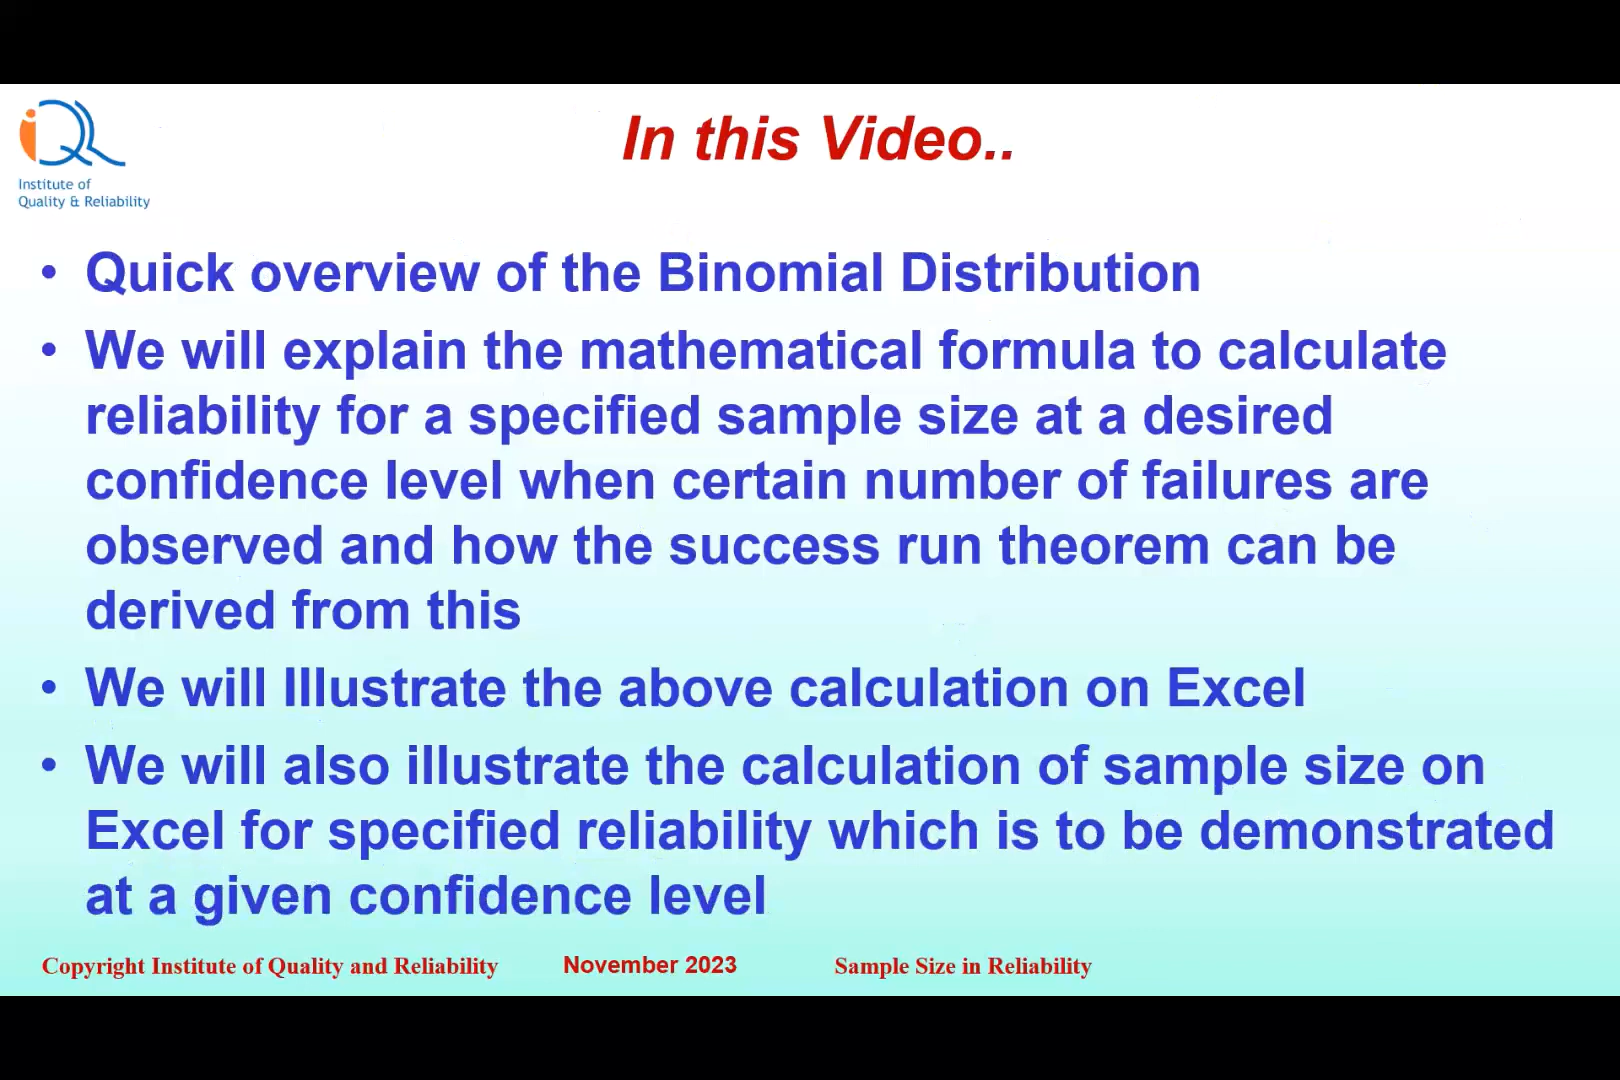 In this Video..
Institute of
Quality & Reliability
• Quick overview of the Binomial Distribution
• We will explain the mathematical formula to calculate
reliability for a specified sample size at a desired
confidence level when certain number of failures are
observed and how the success run theorem can be
derived from this
• We will Illustrate the above calculation on Excel
• We will also illustrate the calculation of sample size on
Excel for specified reliability which is to be demonstrated
at a given confidence level
Copyright Institute of Quality and Reliability November 2023 Sample Size in Reliability